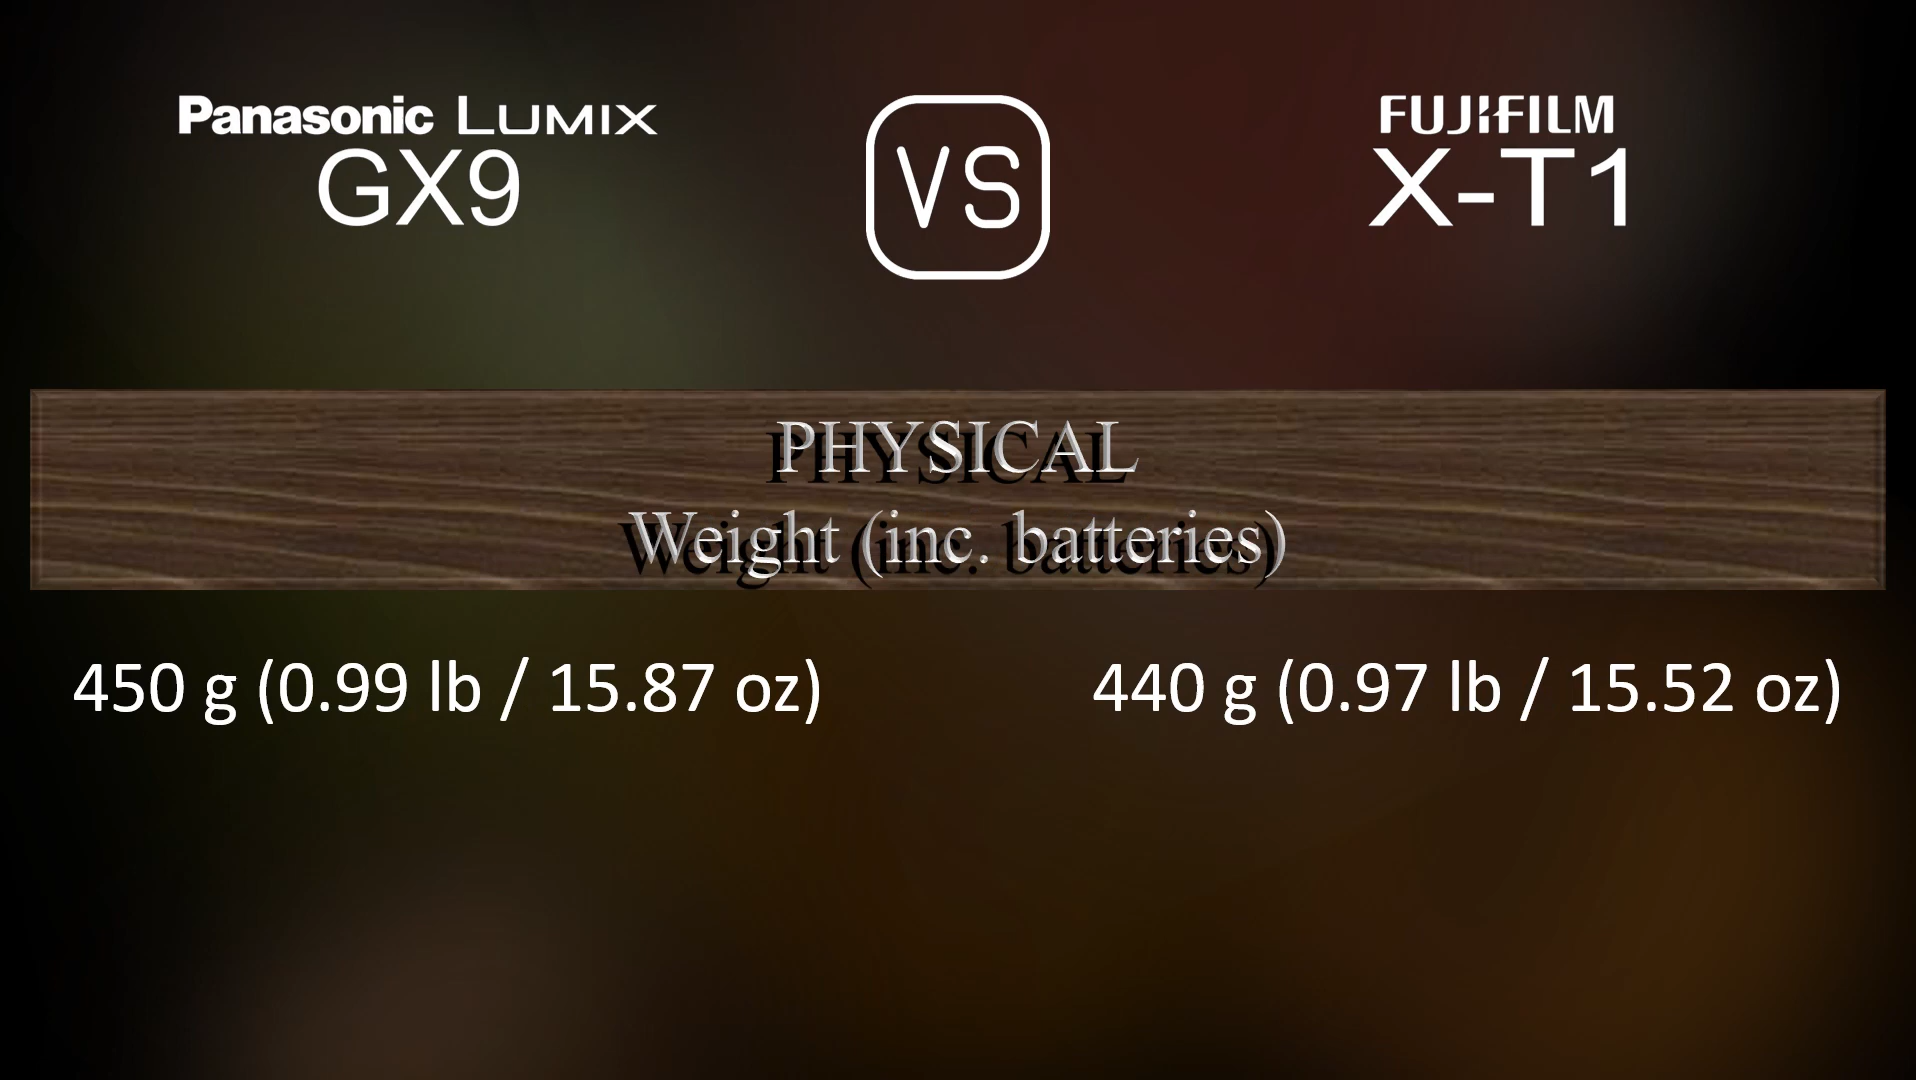 Panasonic LUMIX
GX9
VS
FUJIFILM
X-T1
PHYSICAL
Weight (inc. batteries)
450 g (0.99 lb / 15.87 oz)
440 g (0.97 lb / 15.52 oz)